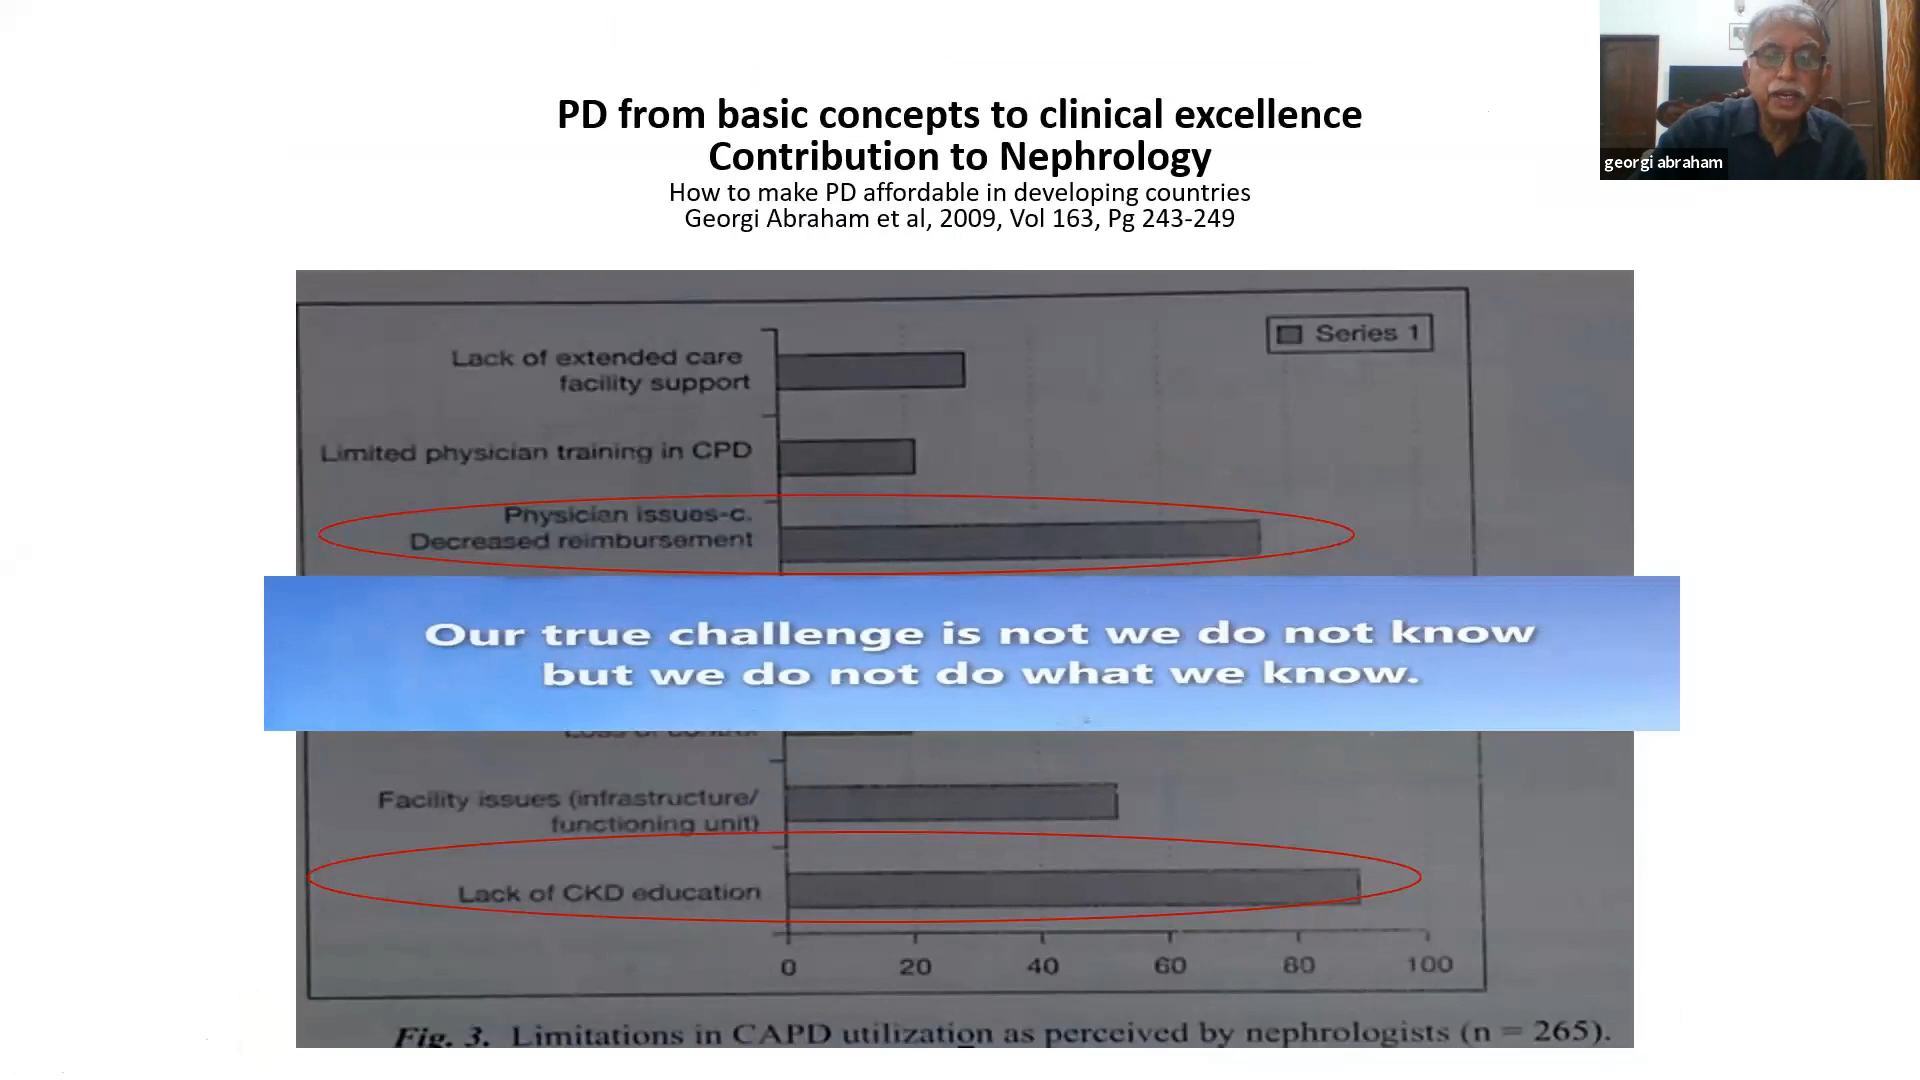 PD from basic concepts to clinical excellence
Contribution to Nephrology
How to make PD affordable in developing countries
Georgi Abraham et al, 2009, Vol 163, Pg 243-249
georgi abraham
Series 1
Lack of extended care
facility support
Limited physician training in CPD
Physician issues-c.
Decreased reimbursement
Our true challenge is not we do not know
but we do not do what we know.
Loss of control
Facility issues (infrastructure/
functioning unit)
Lack of CKD education
0 20 40 60 80 100
Fig. 3. Limitations in CAPD utilization as perceived by nephrologists (n = 265).